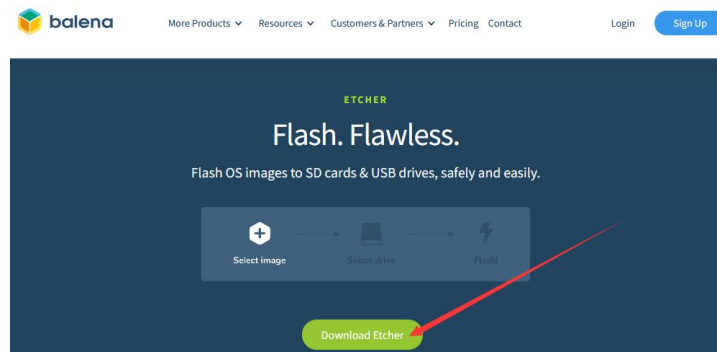 balena More Products Resources Customers & Partners Pricing Contact Login Sign Up
ETCHER
Flash. Flawless.
Flash OS images to SD cards & USB drives, safely and easily.
Select image Select drive Flash!
Download Etcher